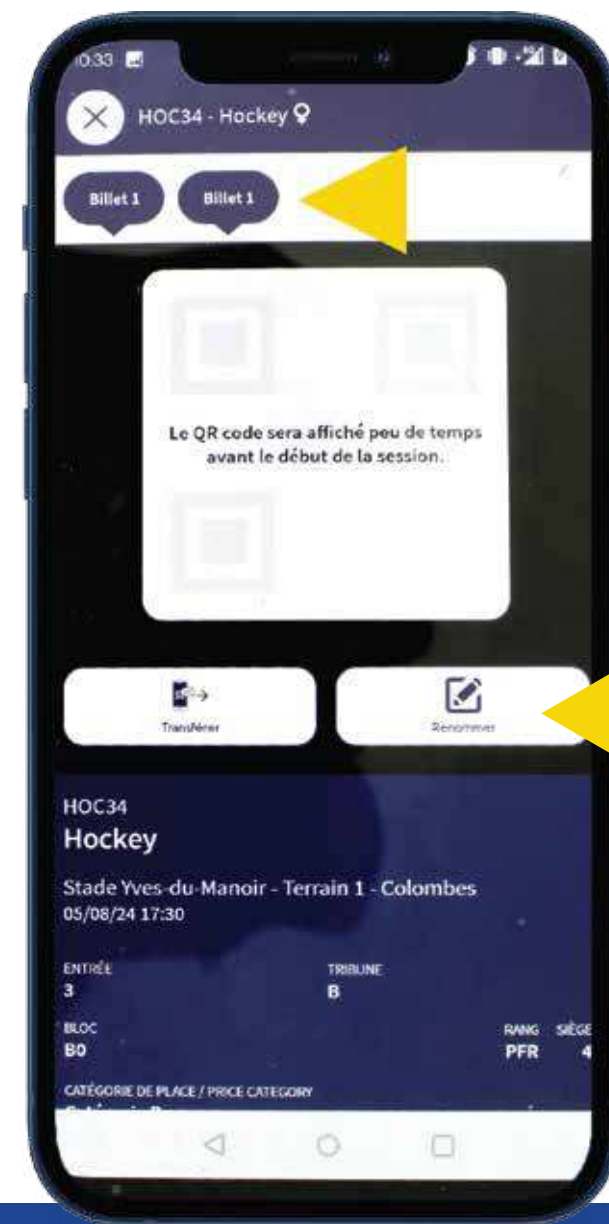 HOC34 - Hockey
Billet 1 Billet 1
Le QR code sera affiché peu de temps
avant le début de la session.
Transférer Renommer
HOC34
Hockey
Stade Yves-du-Manoir - Terrain 1 - Colombes
05/08/24 17:30
ENTRÉE TRIBUNE
3 B
BLOC RANG SIÈGE
B0 PFR 4
CATÉGORIE DE PLACE / PRICE CATEGORY